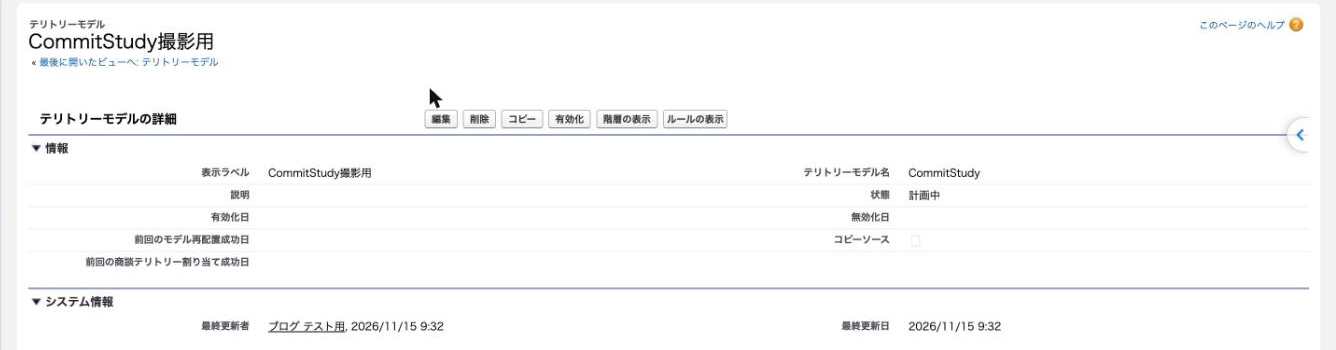 テリトリーモデル
CommitStudy撮影用
このページのヘルプ ?
« 最後に開いたビューへ: テリトリーモデル
テリトリーモデルの詳細 編集 削除 コピー 有効化 階層の表示 ルールの表示
▼ 情報
表示ラベル CommitStudy撮影用 テリトリーモデル名 CommitStudy
説明 状態 計画中
有効化日 無効化日
前回のモデル再配置成功日 コピーソース
前回の商談テリトリー割り当て成功日
▼ システム情報
最終更新者 ブログ テスト用, 2026/11/15 9:32 最終更新日 2026/11/15 9:32